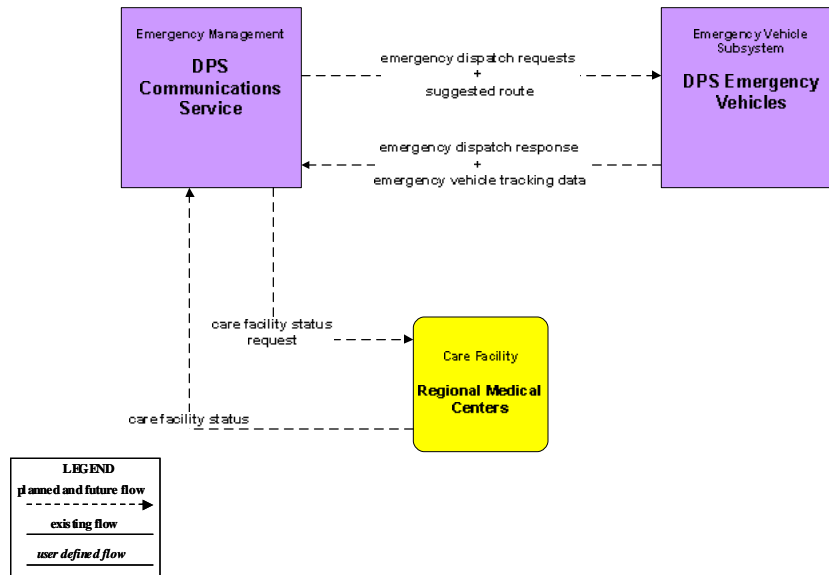 Emergency Management
DPS
Communications
Service
emergency dispatch requests
+
suggested route
Emergency Vehicle
Subsystem
DPS Emergency
Vehicles
emergency dispatch response
+
emergency vehicle tracking data
care facility status
request
Care Facility
Regional Medical
Centers
care facility status
LEGEND
planned and future flow
existing flow
user defined flow